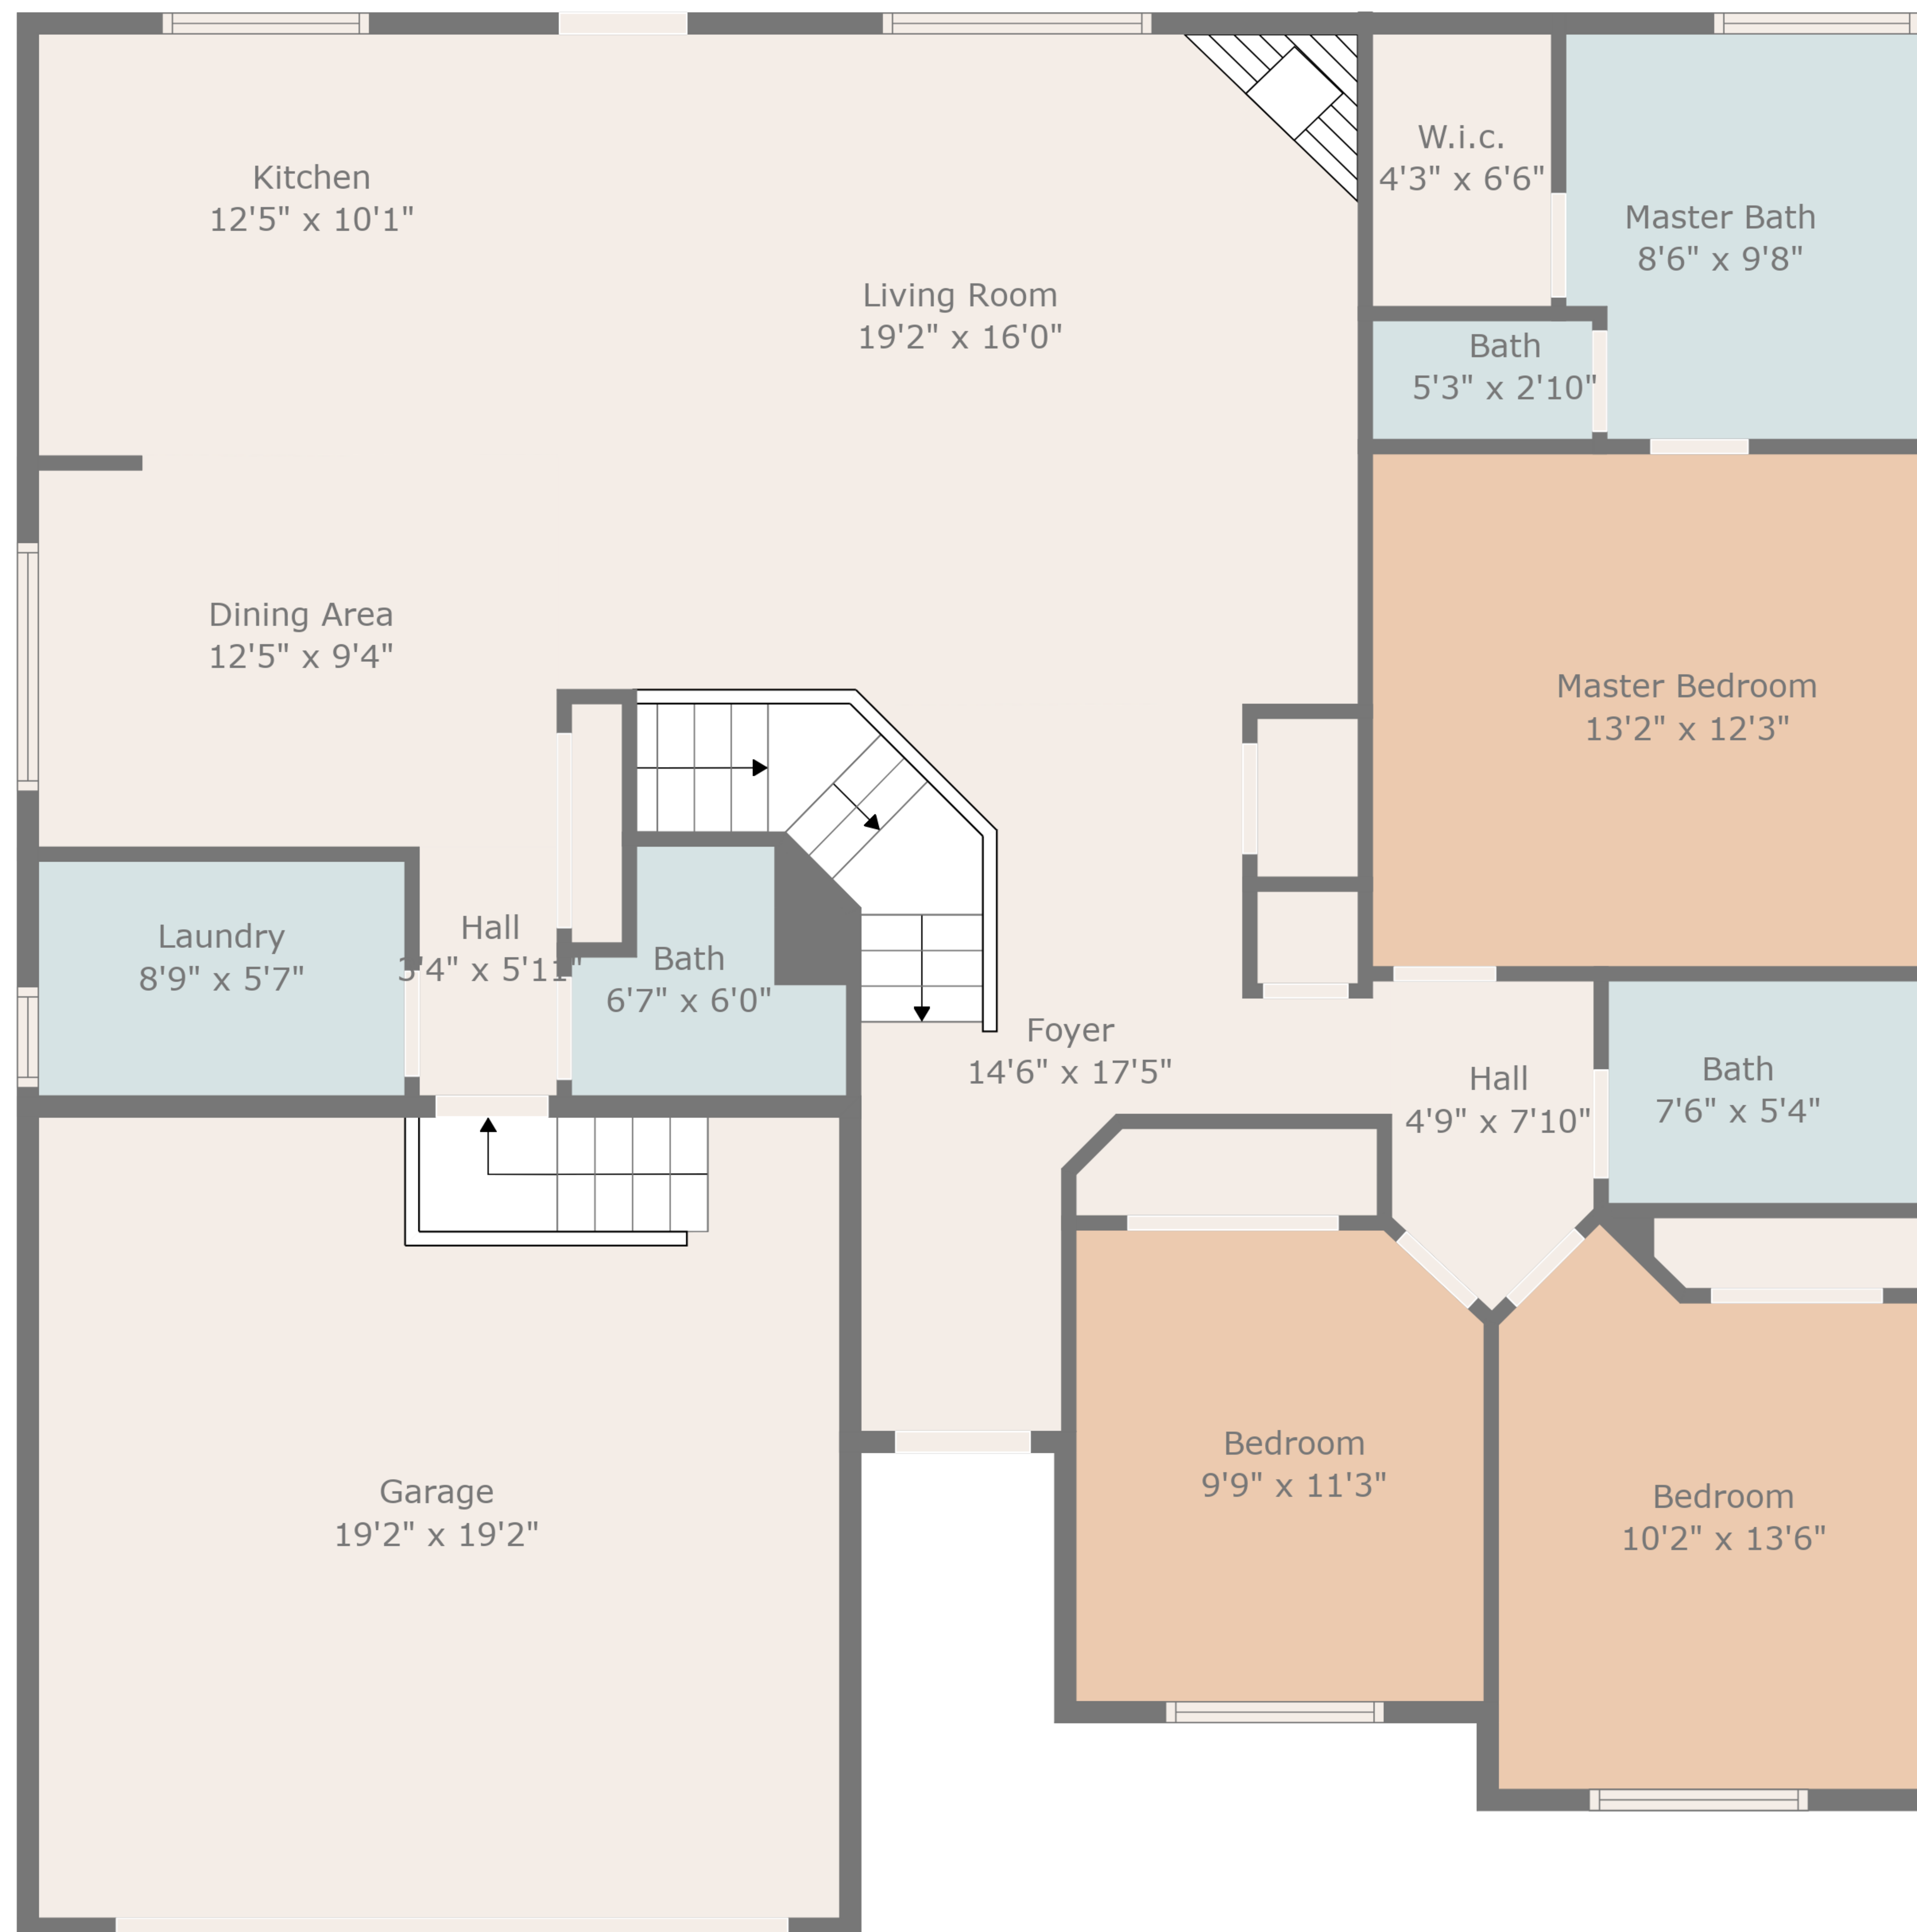 Kitchen
12'5" x 10'1"
Living Room
19'2" x 16'0"
W.i.c.
4'3" x 6'6"
Master Bath
8'6" x 9'8"
Bath
5'3" x 2'10"
Dining Area
12'5" x 9'4"
Master Bedroom
13'2" x 12'3"
Laundry
8'9" x 5'7"
Hall
3'4" x 5'11"
Bath
6'7" x 6'0"
Foyer
14'6" x 17'5"
Hall
4'9" x 7'10"
Bath
7'6" x 5'4"
Garage
19'2" x 19'2"
Bedroom
9'9" x 11'3"
Bedroom
10'2" x 13'6"